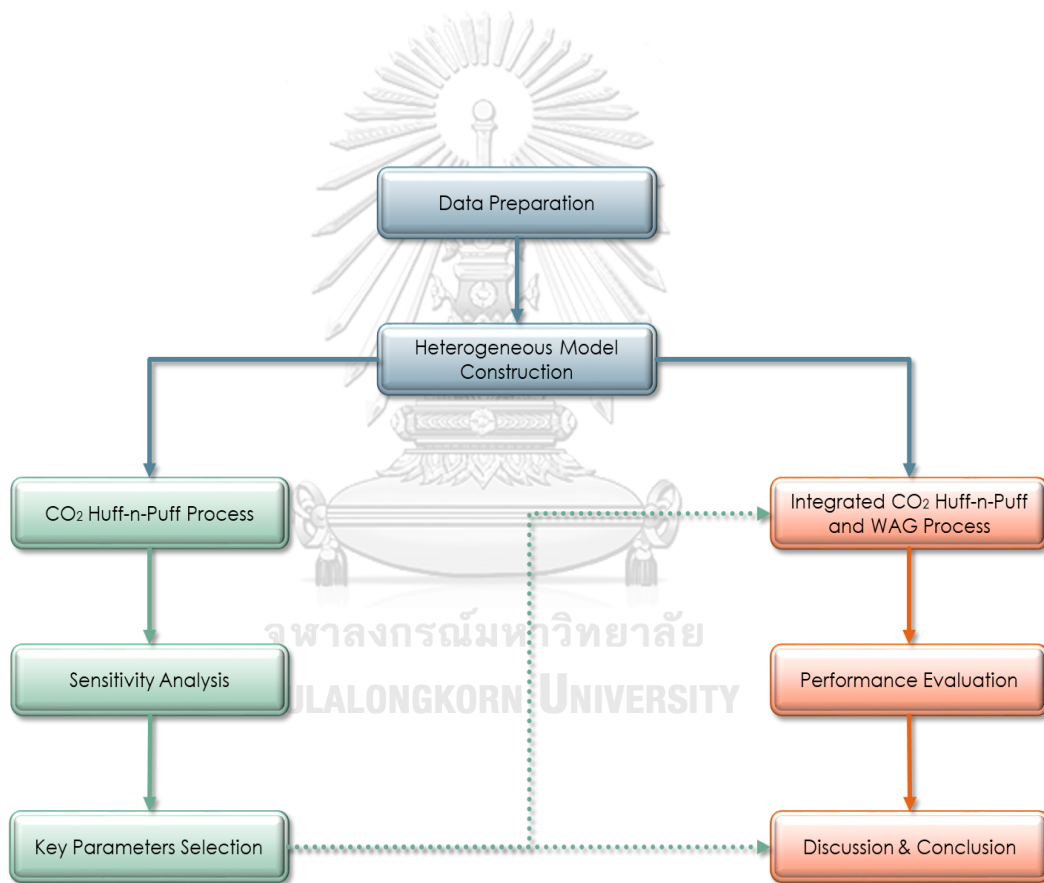 Data Preparation
Heterogeneous Model
Construction
CO₂ Huff-n-Puff Process
Integrated CO₂ Huff-n-Puff
and WAG Process
จุฬาลงกรณ์มหาวิทยาลัย
Sensitivity Analysis
Performance Evaluation
ULALONGKORN UNIVERSITY
Key Parameters Selection
Discussion & Conclusion